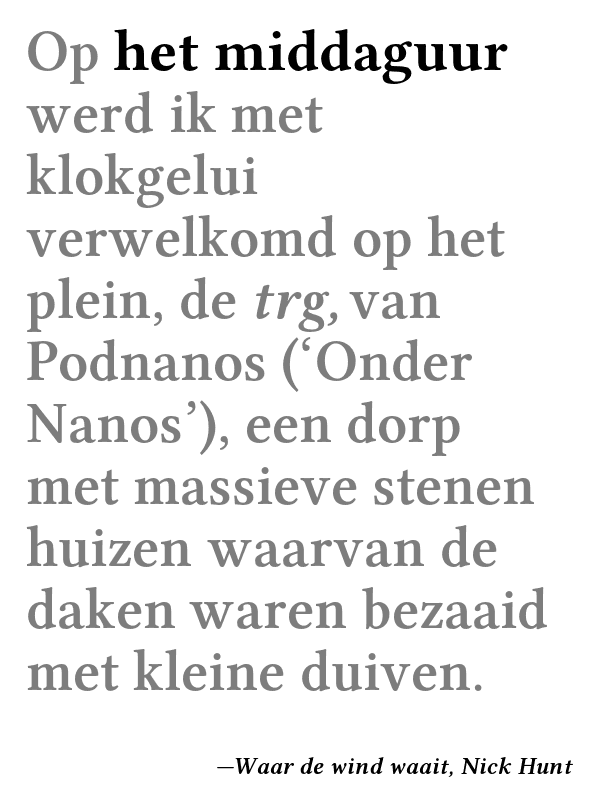 Op het middaguur
werd ik met
klokgelui
verwelkomd op het
plein, de trg, van
Podnanos (‘Onder
Nanos’), een dorp
met massieve stenen
huizen waarvan de
daken waren bezaaid
met kleine duiven.
—Waar de wind waait, Nick Hunt